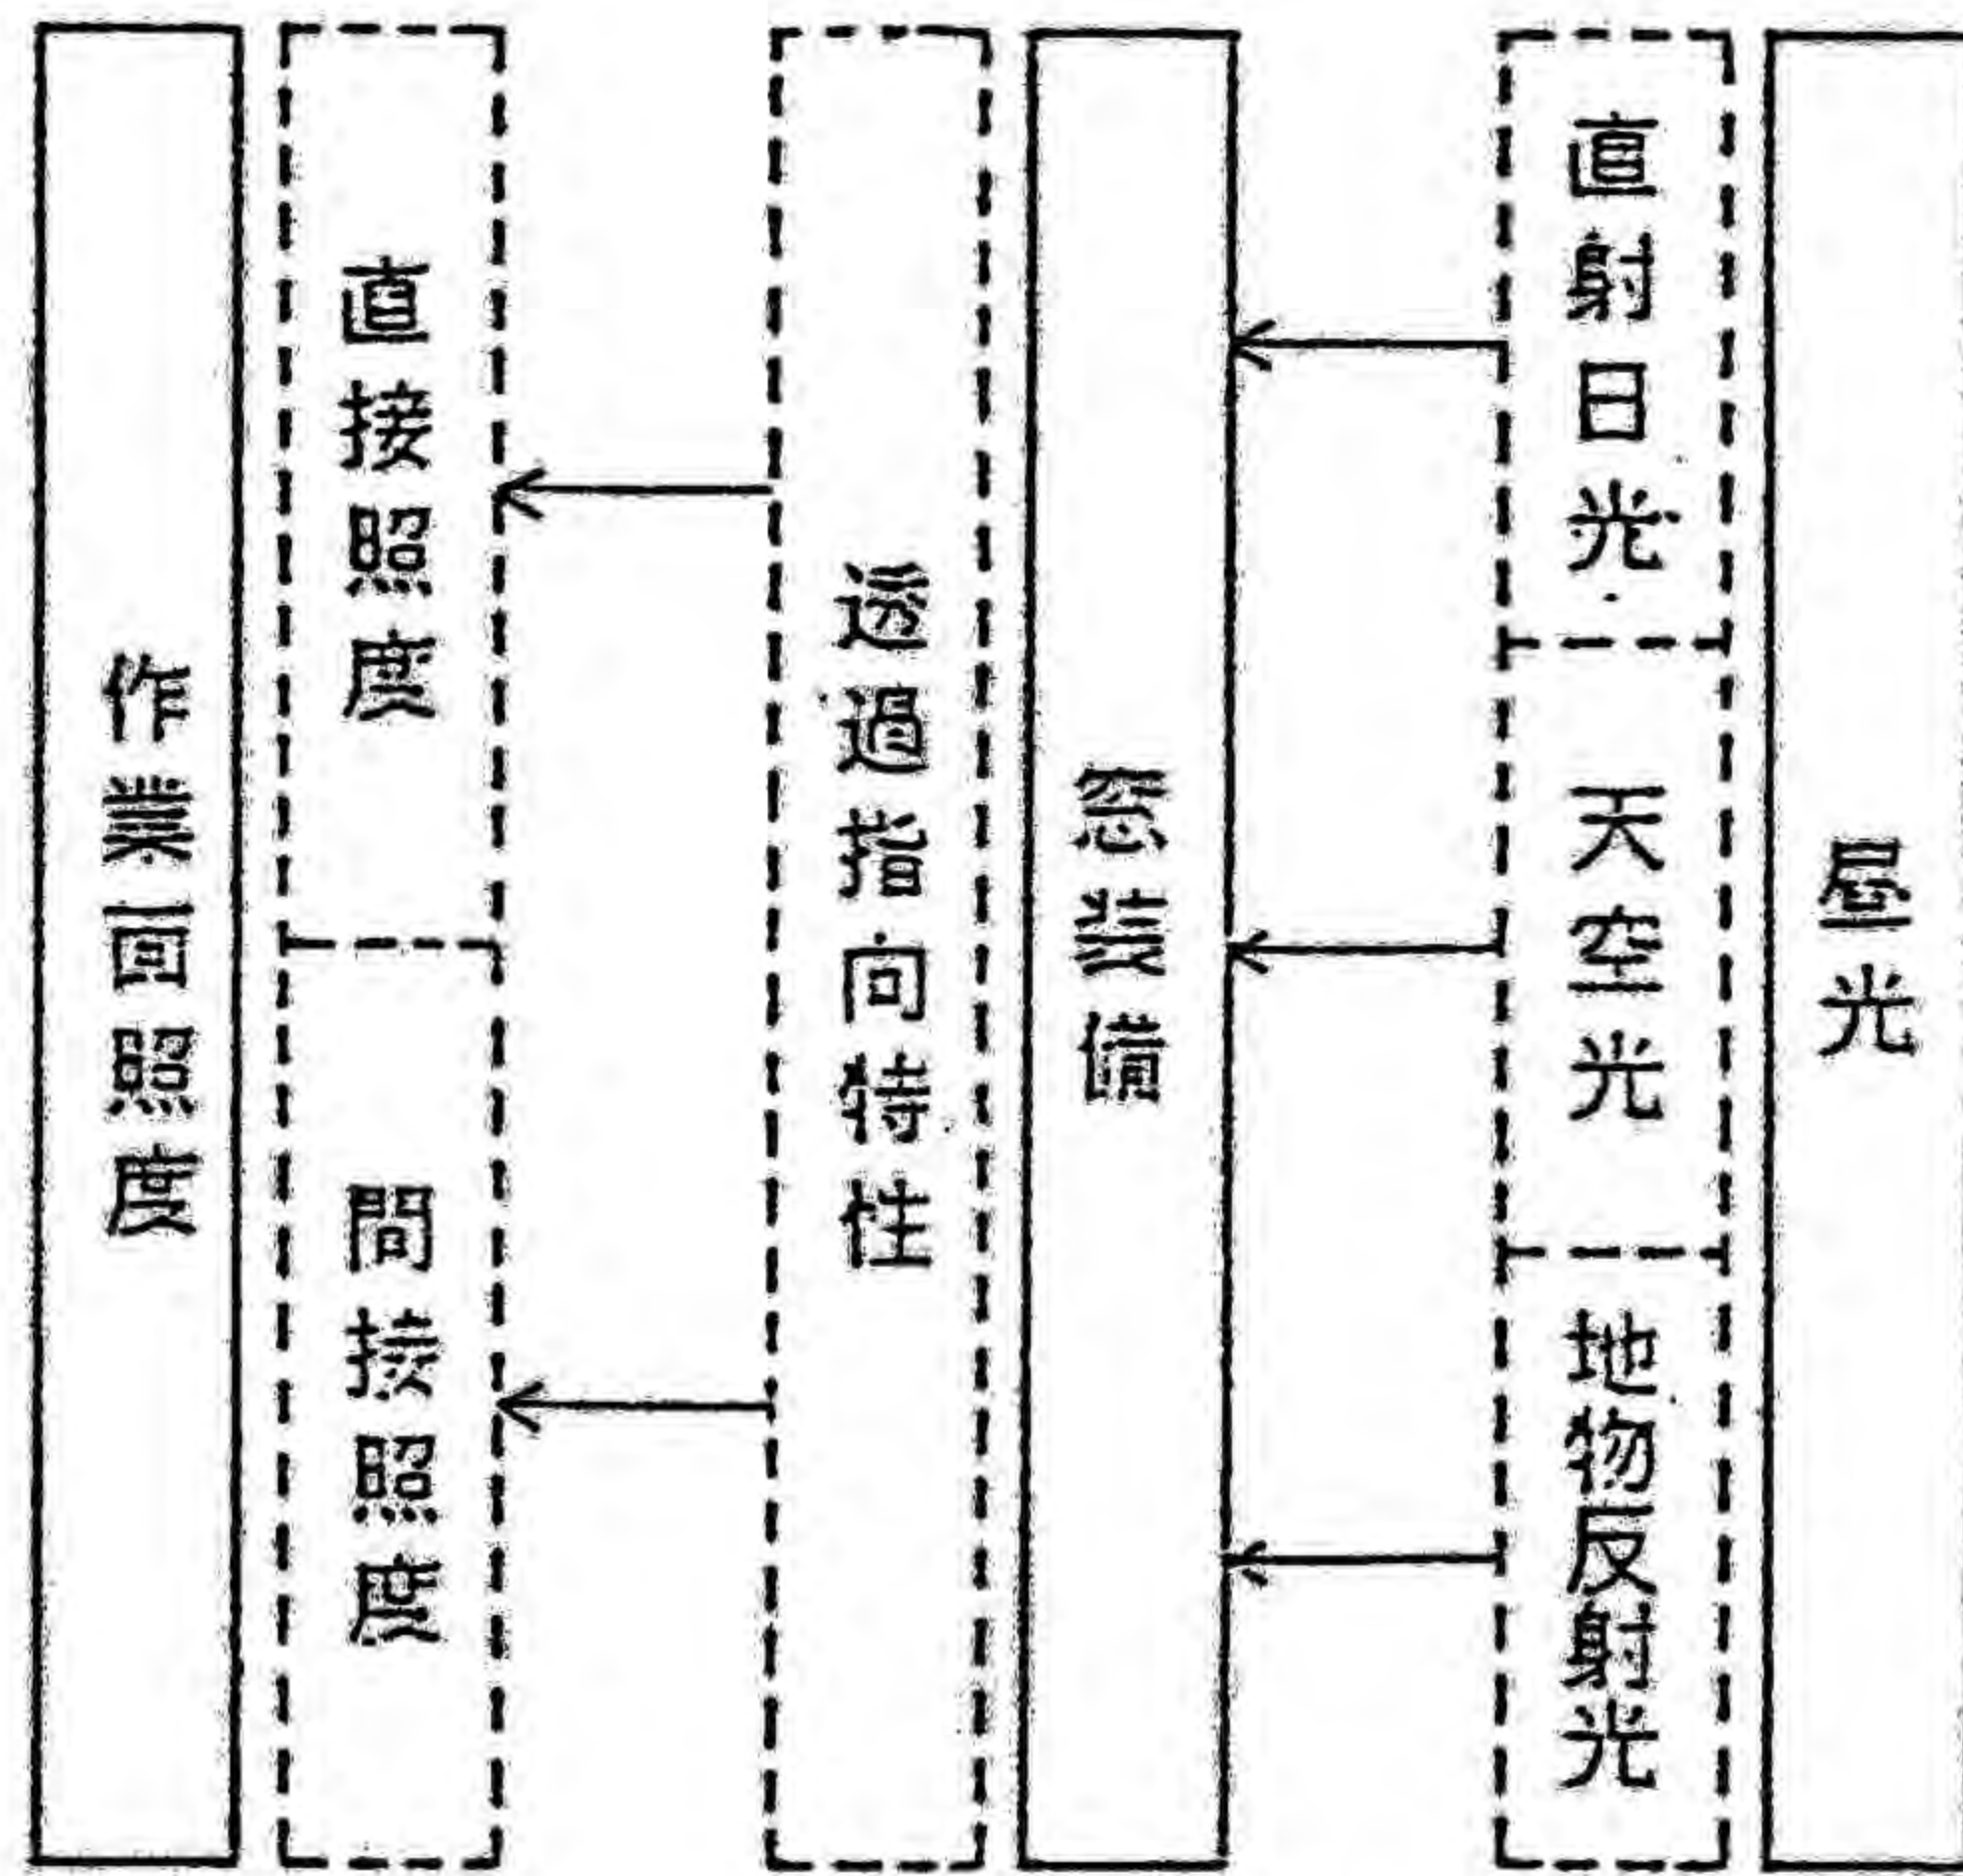 昼光
直射日光
天空光
地物反射光
窓装備
透過指向特性
直接照度
間接照度
作業面照度